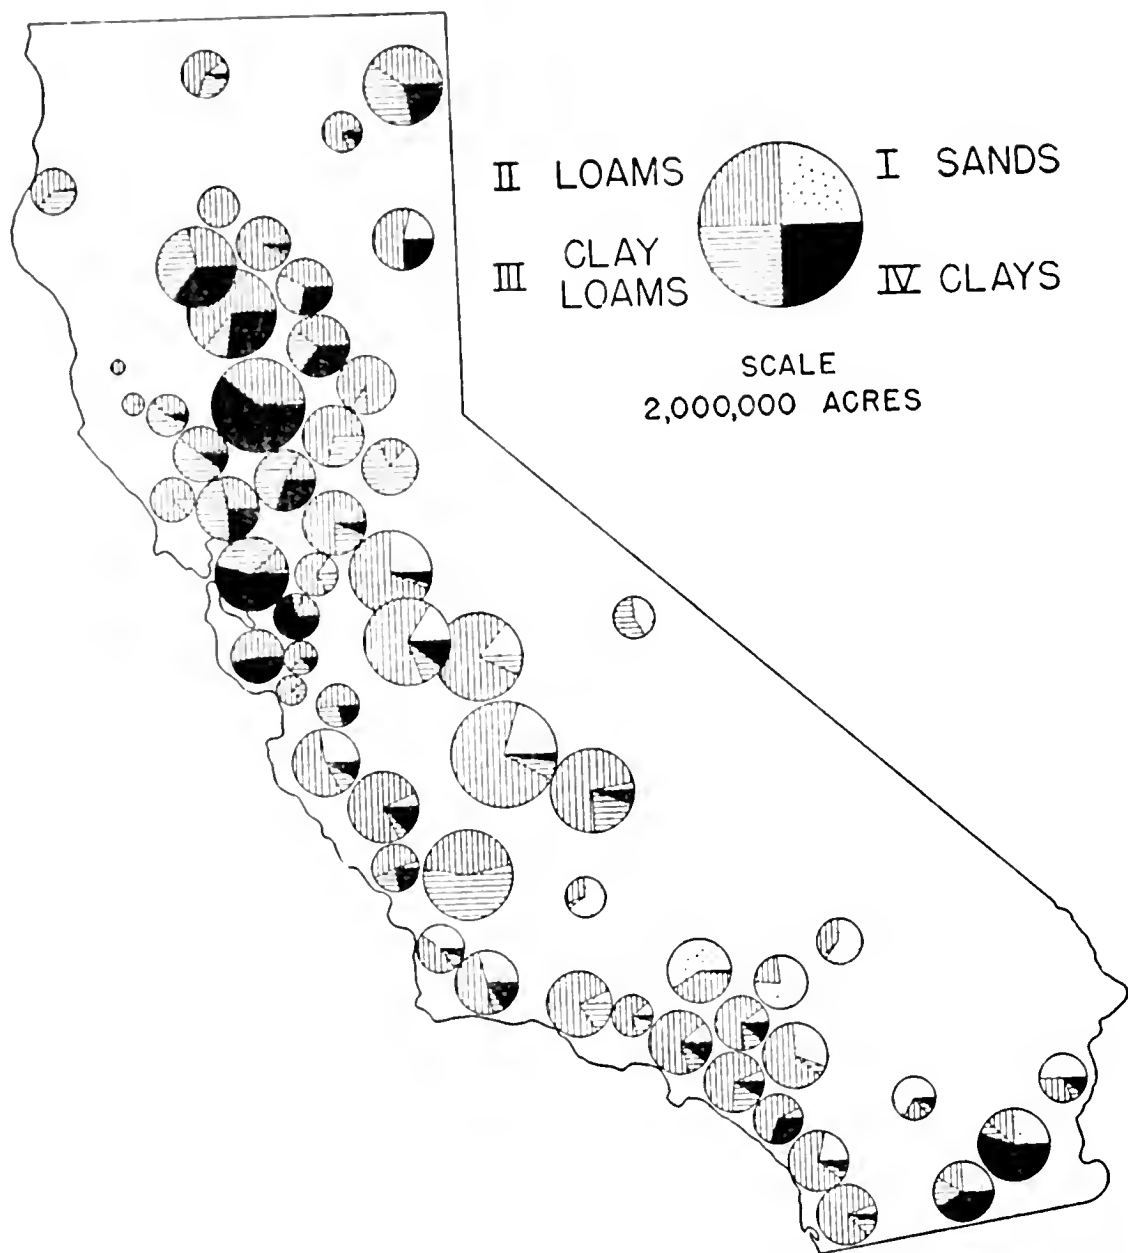 II LOAMS
I SANDS
III CLAY
LOAMS
IV CLAYS
SCALE
2,000,000 ACRES